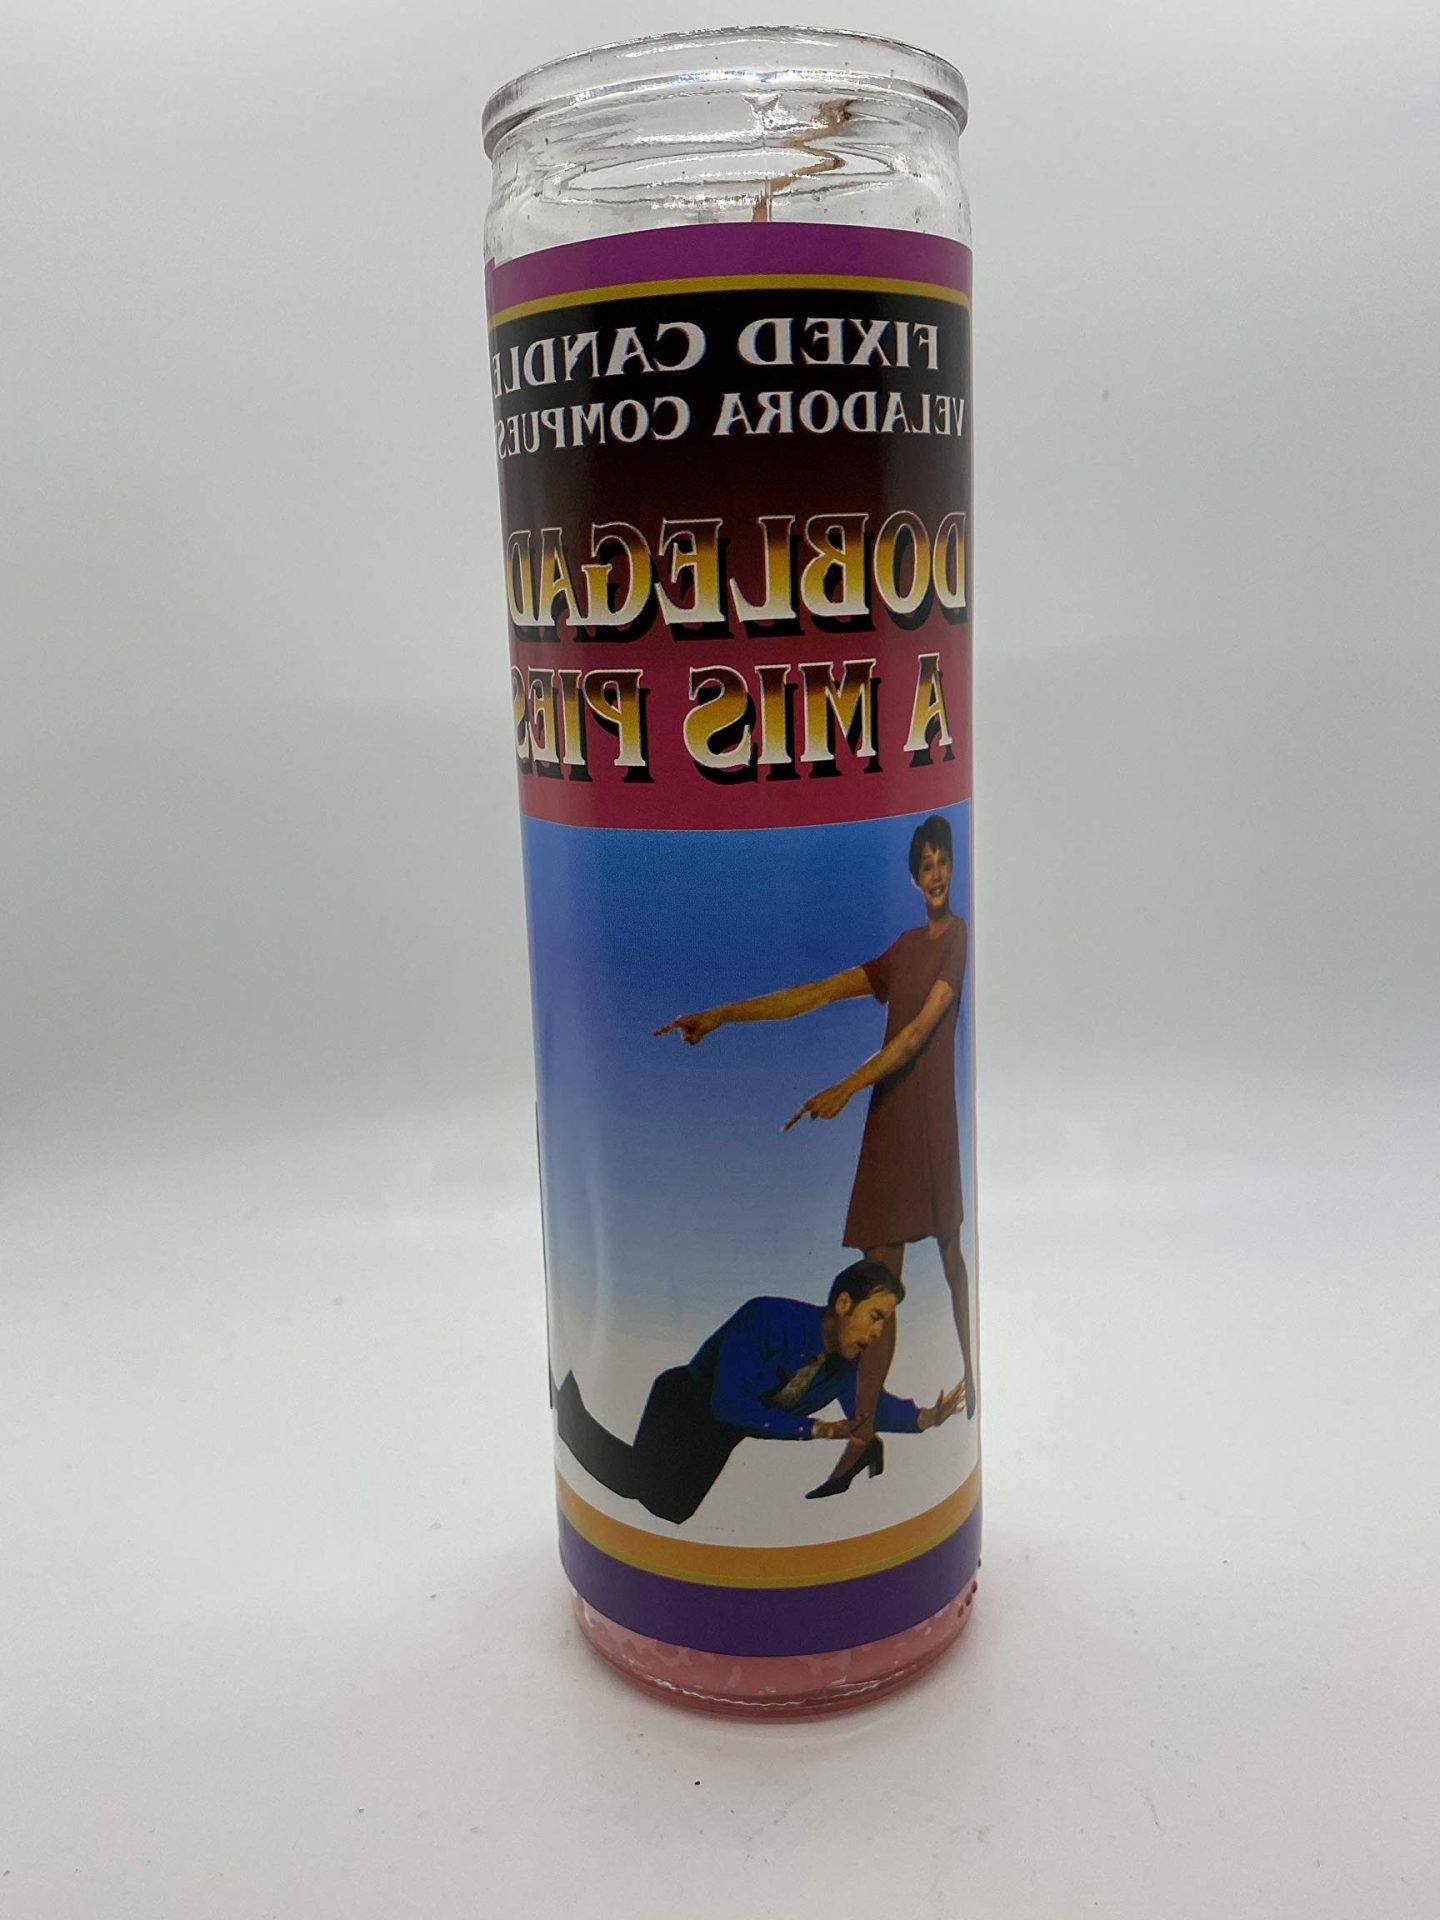 FIXED CANDLE
VELADORA COMPUES
DOBLEGAD
A MIS PIES